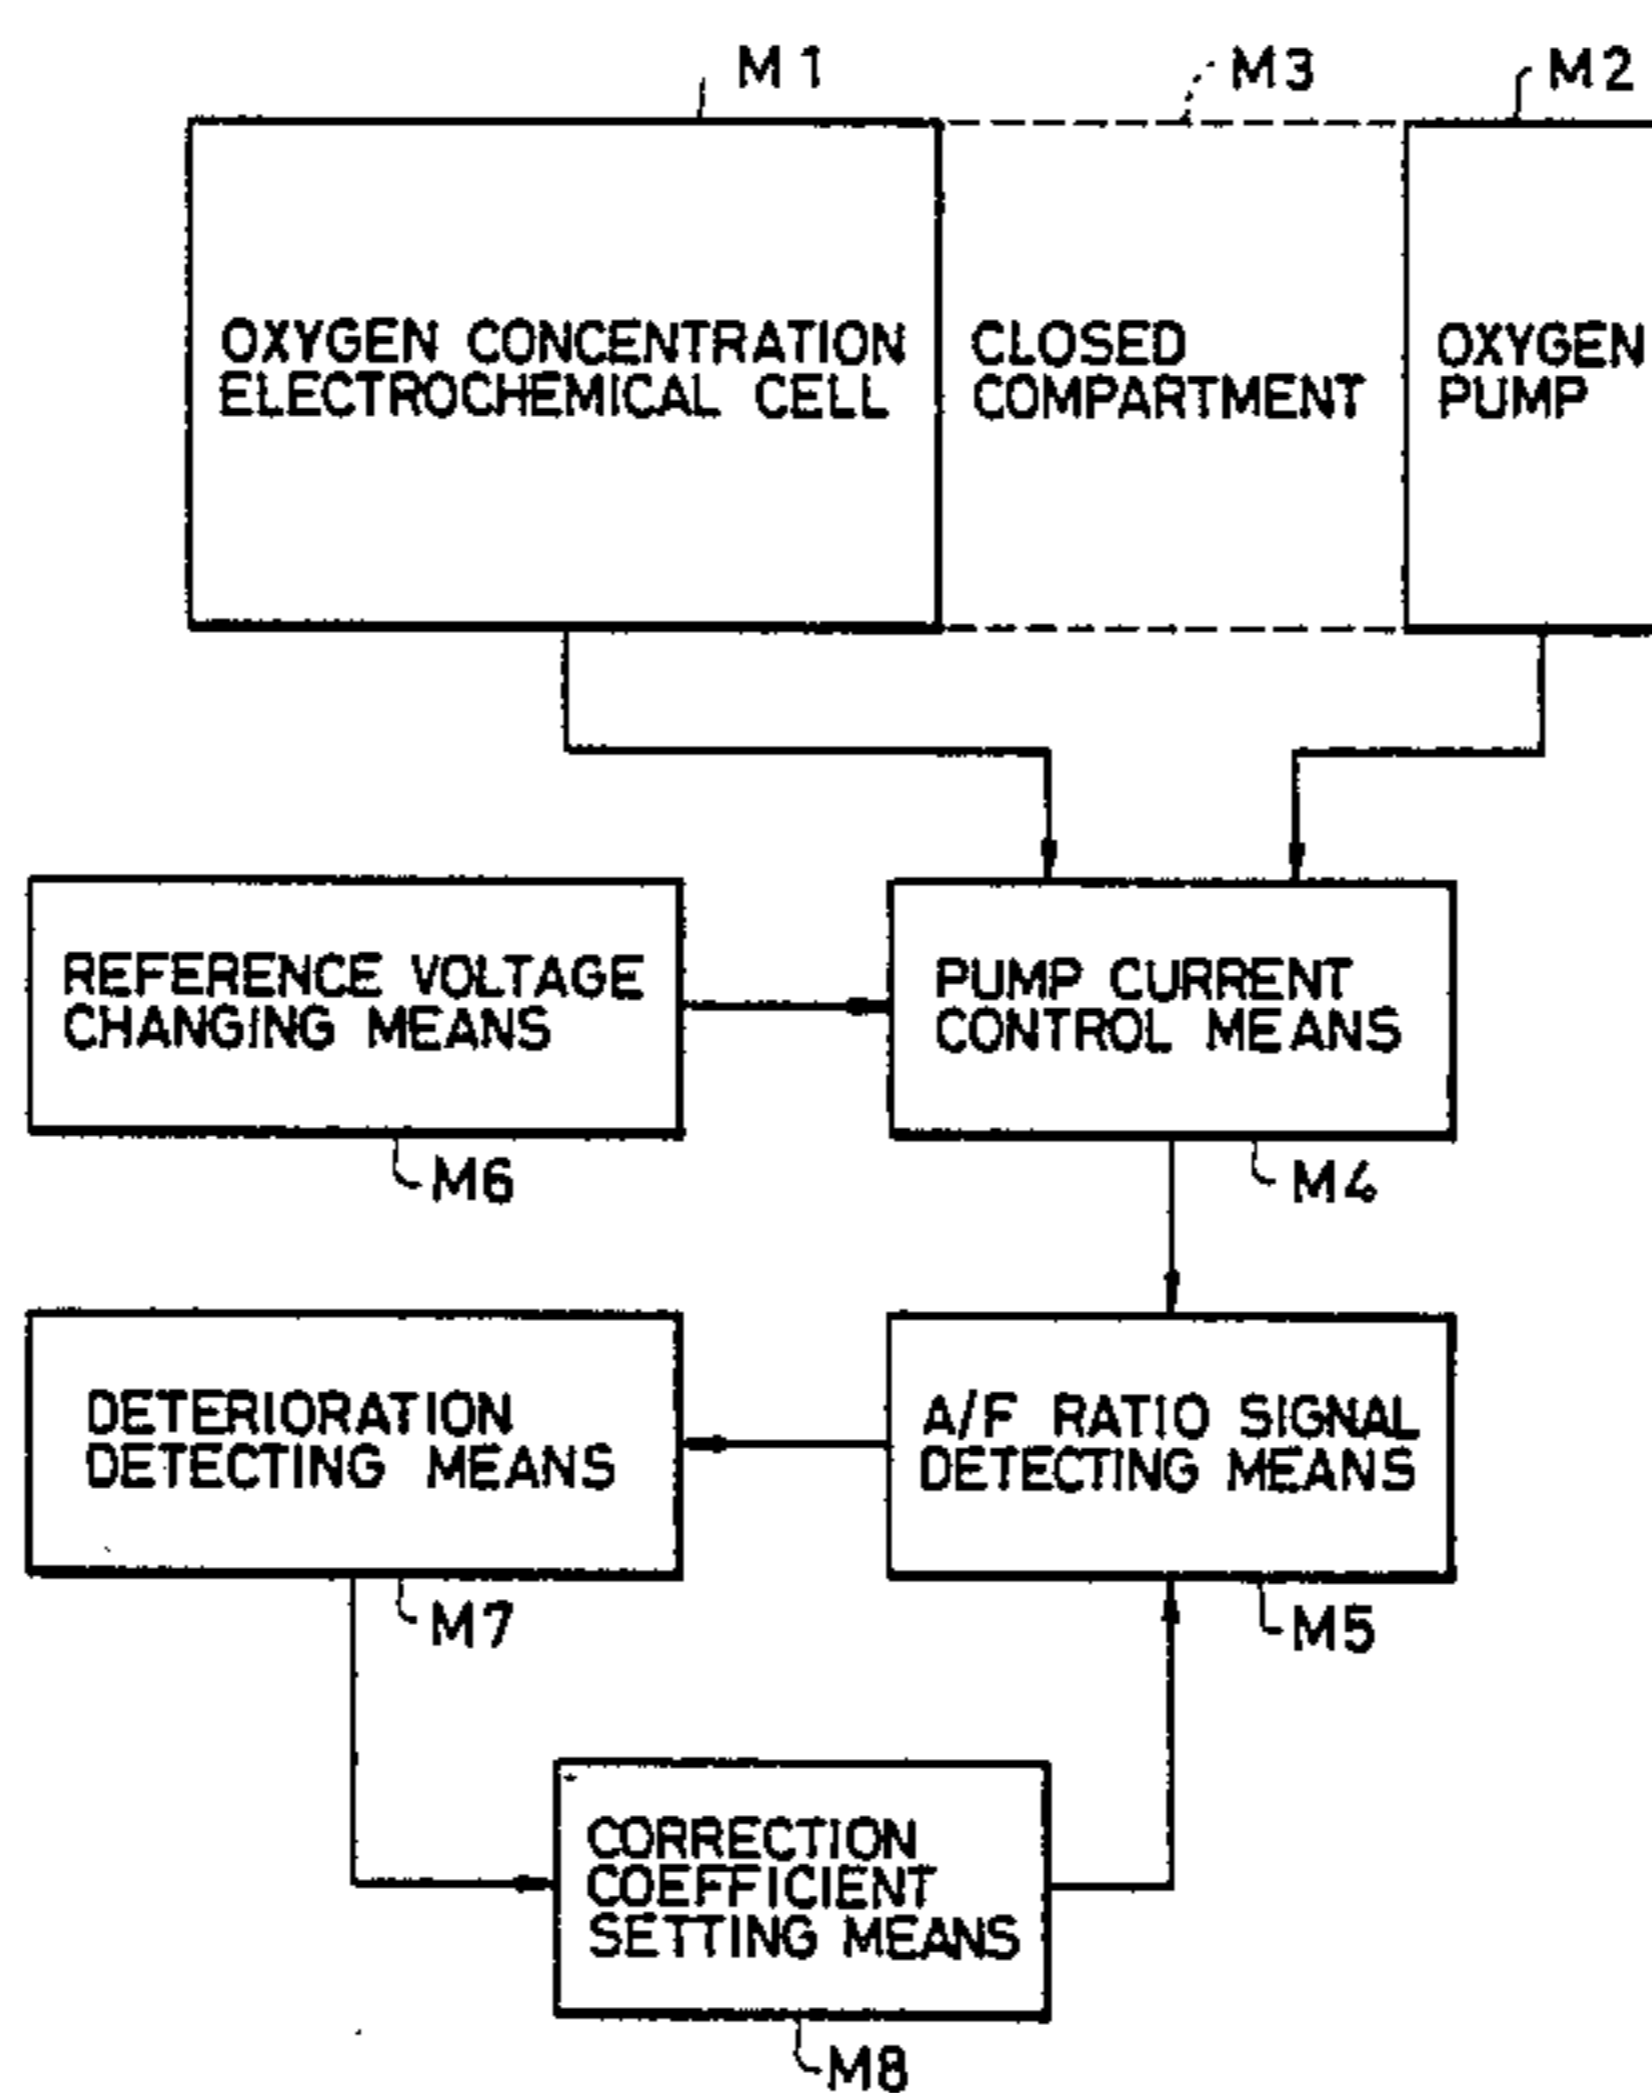 M1
M3
M2
OXYGEN CONCENTRATION
ELECTROCHEMICAL CELL
CLOSED
COMPARTMENT
OXYGEN
PUMP
REFERENCE VOLTAGE
CHANGING MEANS
PUMP CURRENT
CONTROL MEANS
M6
M4
DETERIORATION
DETECTING MEANS
A/F RATIO SIGNAL
DETECTING MEANS
M7
M5
CORRECTION
COEFFICIENT
SETTING MEANS
M8